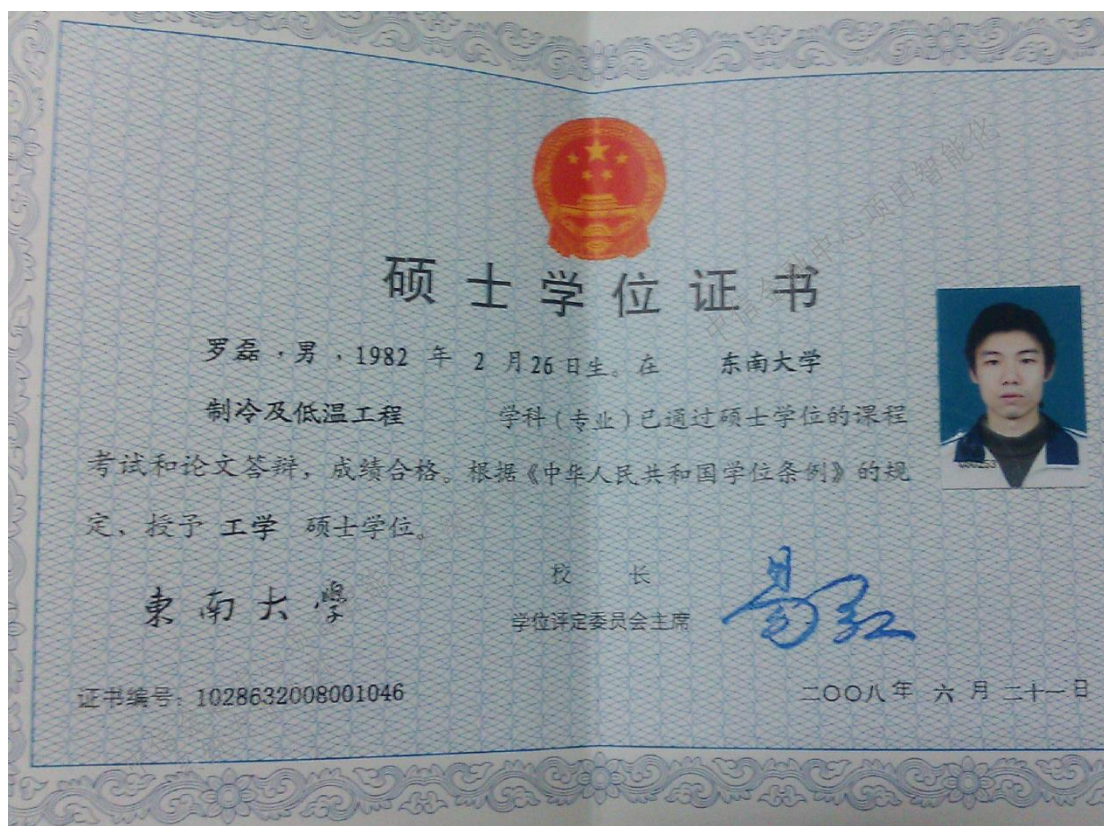 硕士学位证书
罗磊，男，1982 年 2 月26日生。在 东南大学
制冷及低温工程 学科(专业)已通过硕士学位的课程
考试和论文答辩，成绩合格。根据《中华人民共和国学位条例》的规
定，授予 工学 硕士学位。
校 长
東南大學 学位评定委员会主席 易红
证书编号：1028632008001046 二〇〇八年 六月二十一日